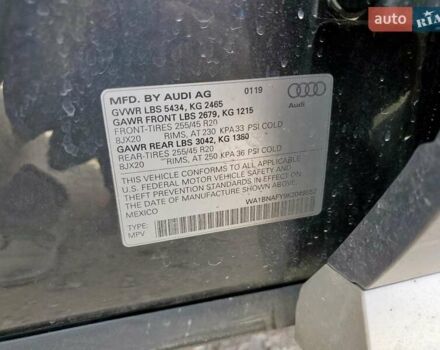 auto RIA
MFD. BY AUDI AG 0119
GVWR LBS 5434, KG 2465
GAWR FRONT LBS 2679, KG 1215
FRONT-TIRES 255/45 R20
8JX20 RIMS, AT 230 KPA 33 PSI COLD
GAWR REAR LBS 3042, KG 1380
REAR-TIRES 255/45 R20
8JX20 RIMS, AT 250 KPA 36 PSI COLD
Audi
THIS VEHICLE CONFORMS TO ALL APPLICABLE
U.S. FEDERAL MOTOR VEHICLE SAFETY AND
THEFT PREVENTION STANDARDS IN EFFECT ON
THE DATE OF MANUFACTURE SHOWN ABOVE.
MEXICO
TYPE:
MPV